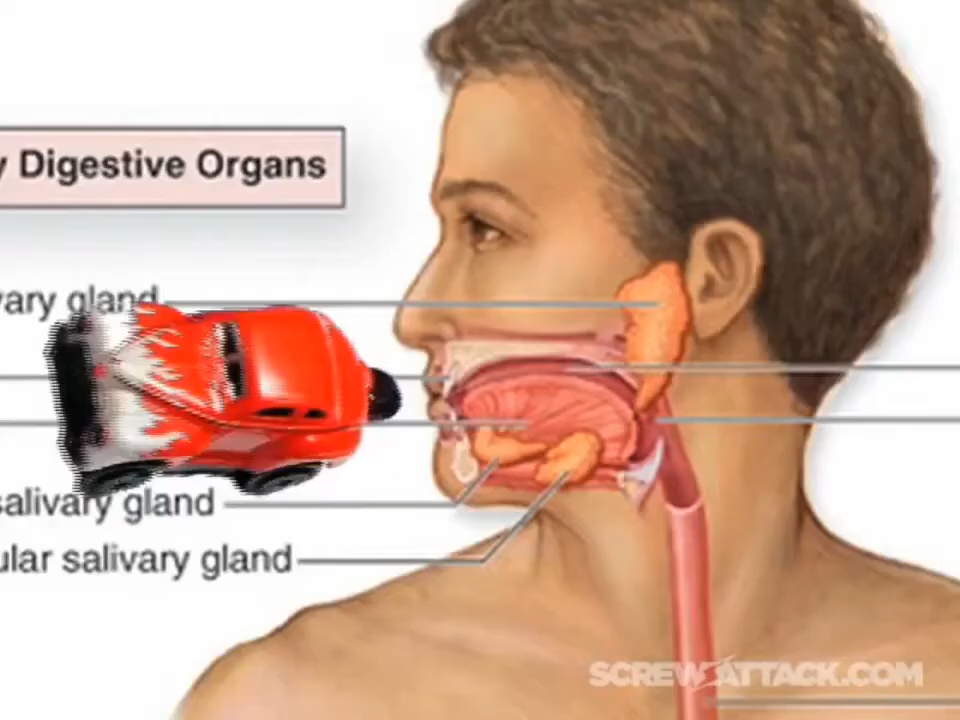 y Digestive Organs
vary gland
salivary gland
ular salivary gland
SCREWATTACK.COM